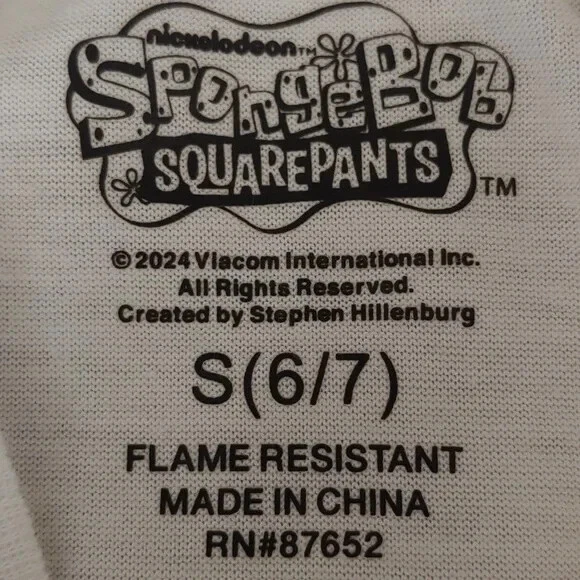 nickelodeon™
SpongeBob
SQUAREPANTS TM
©2024 Viacom International Inc.
All Rights Reserved.
Created by Stephen Hillenburg
S(6/7)
FLAME RESISTANT
MADE IN CHINA
RN#87652